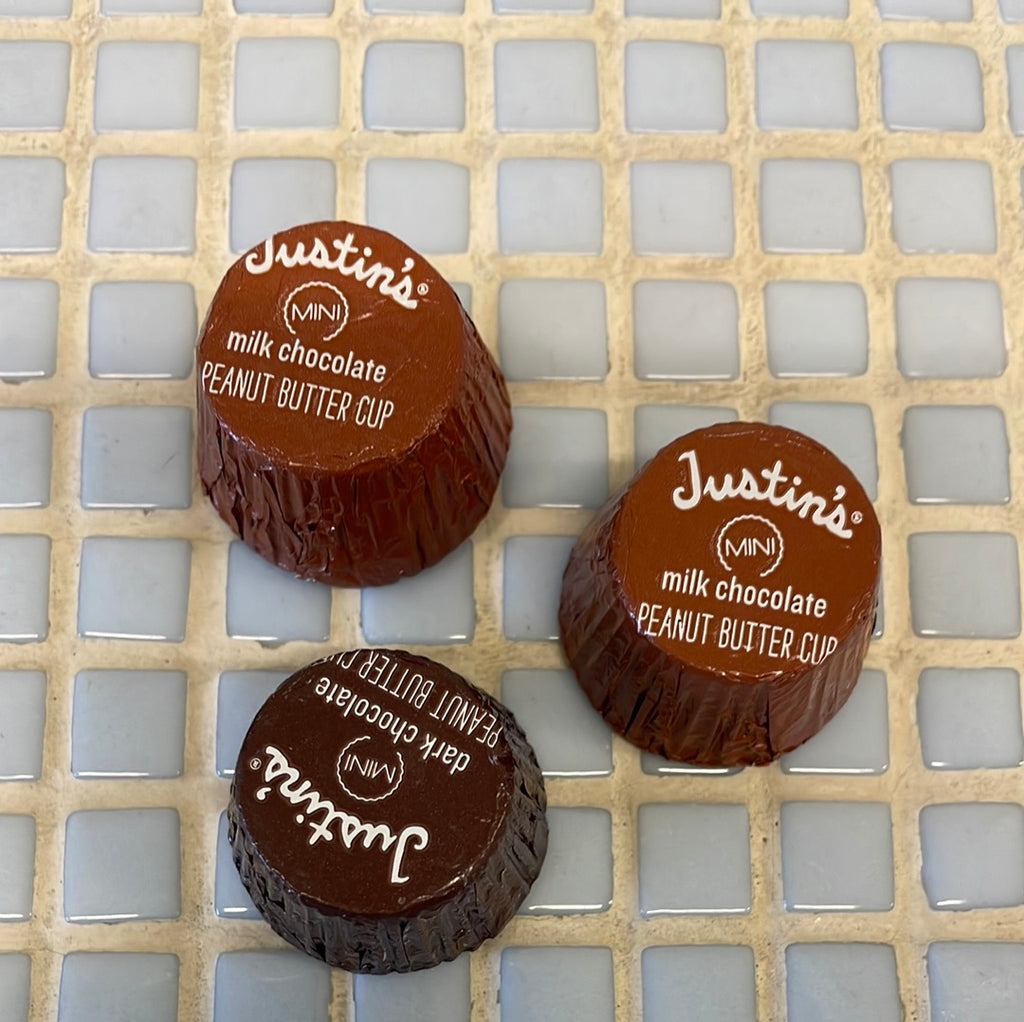 Justin's®
MINI
milk chocolate
PEANUT BUTTER CUP
Justin's®
MINI
milk chocolate
PEANUT BUTTER CUP
Justin's®
MINI
dark chocolate
PEANUT BUTTER CU